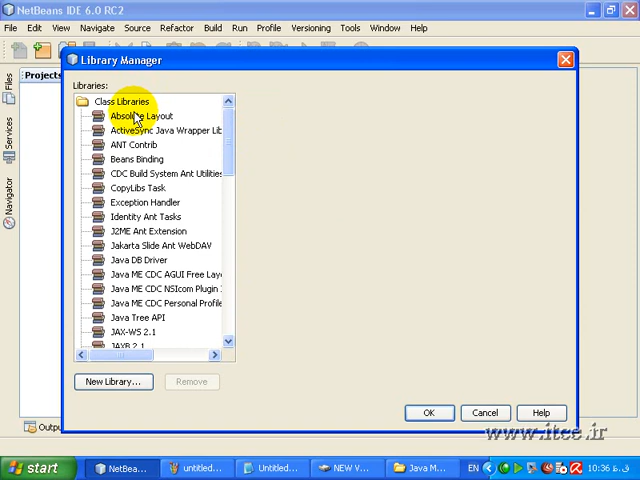 NetBeans IDE 6.0 RC2
File Edit View Navigate Source Refactor Build Run Profile Versioning Tools Window Help
Library Manager
Projects
Files
Services
Navigator
Libraries:
Class Libraries
Absolute Layout
ActiveSync Java Wrapper Lib
ANT Contrib
Beans Binding
CDC Build System Ant Utilities
CopyLibs Task
Exception Handler
Identity Ant Tasks
J2ME Ant Extension
Jakarta Slide Ant WebDAV
Java DB Driver
Java ME CDC AGUI Free Layo
Java ME CDC NSIcom Plugin
Java ME CDC Personal Profile
Java Tree API
JAX-WS 2.1
JAXB 2.1
New Library... Remove
OK Cancel Help
Outpu
www.itce.ir
start NetBea... untitled... Untitled... NEW V... Java M... EN 10:36 ق.ظ